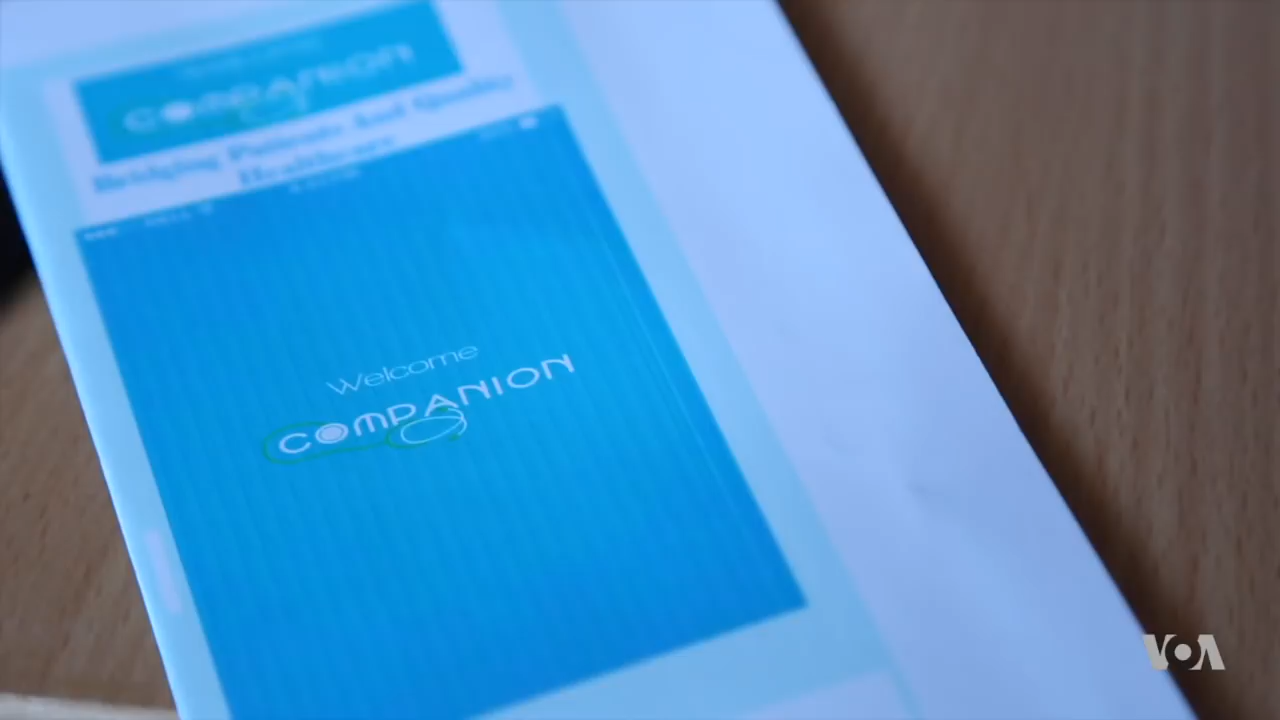 COMPANION
Bridging Patients And Quality
Healthcare
Welcome
COMPANION
VOA